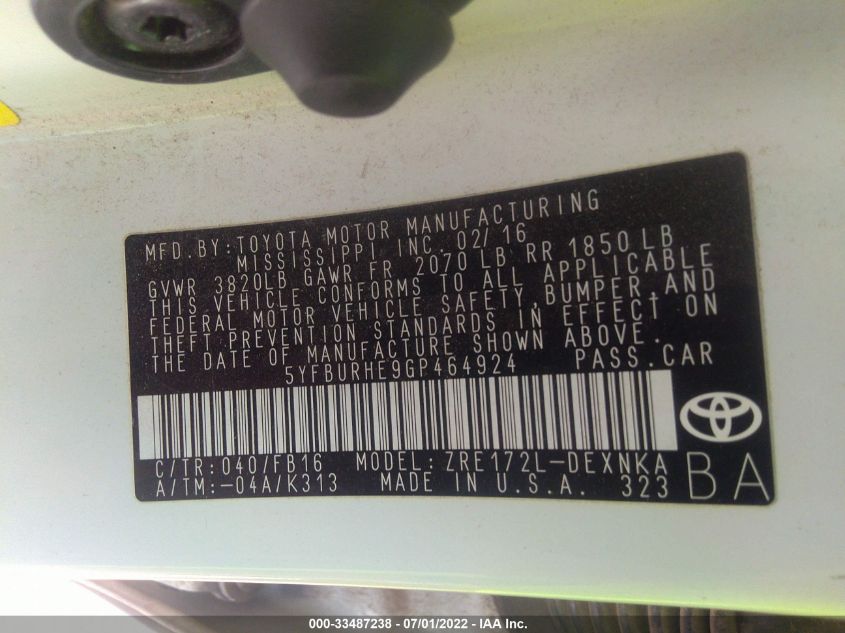 MFD. BY: TOYOTA MOTOR MANUFACTURING
MISSISSIPPI INC. 02/16
GVWR 3820LB GAWR FR 2070 LB RR 1850 LB
THIS VEHICLE CONFORMS TO ALL APPLICABLE
FEDERAL MOTOR VEHICLE SAFETY, BUMPER, AND
THEFT PREVENTION STANDARDS IN EFFECT ON
THE DATE OF MANUFACTURE SHOWN ABOVE.
5YFBURHE9GP464924 PASS. CAR
C/TR: 040/FB16 MODEL: ZRE172L-DEXNKA
A/TM: -04A/K313 MADE IN U.S.A. 323 BA
000-33487238 - 07/01/2022 - IAA Inc.